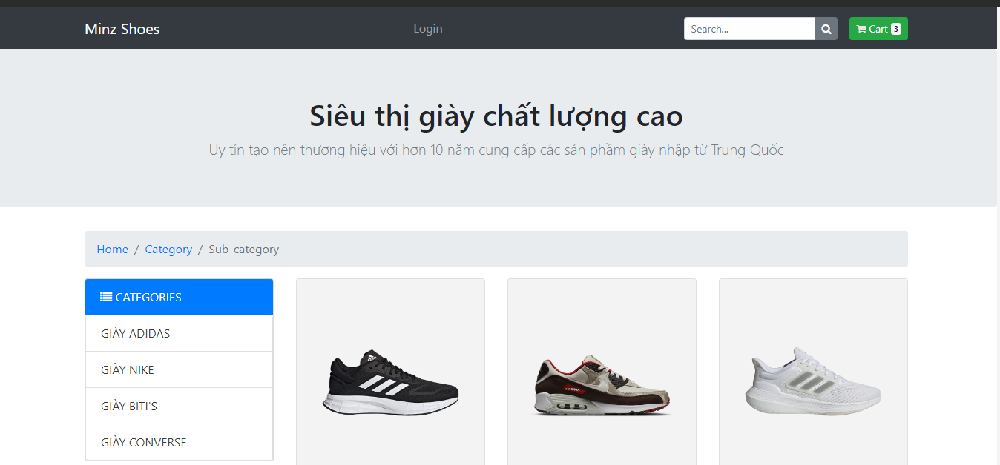 Minz Shoes
Login
Search...
Cart 3
Siêu thị giày chất lượng cao
Uy tín tạo nên thương hiệu với hơn 10 năm cung cấp các sản phầm giày nhập từ Trung Quốc
Home / Category / Sub-category
CATEGORIES
GIÀY ADIDAS
GIÀY NIKE
GIÀY BITI'S
GIÀY CONVERSE